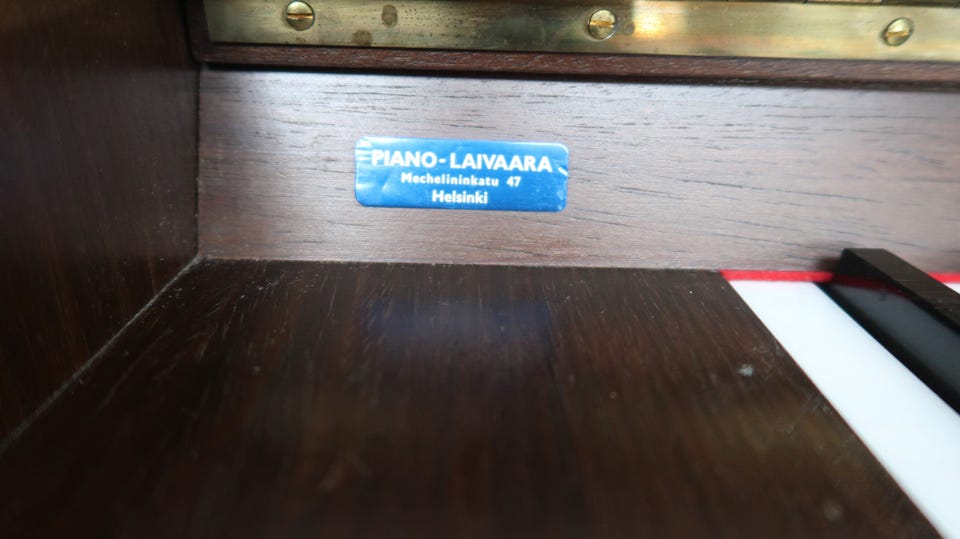 PIANO-LAIVAARA
Mechelininkatu 47
Helsinki